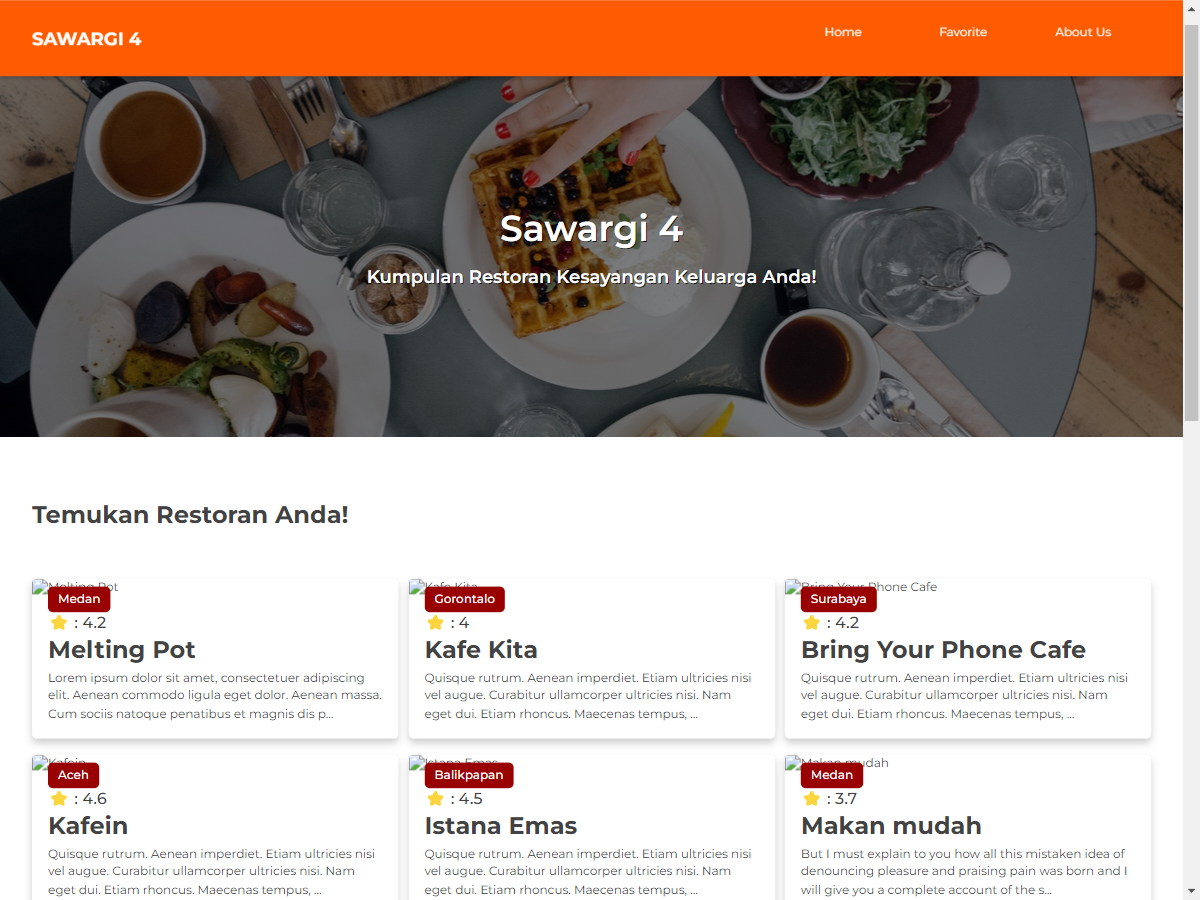 SAWARGI 4
Home
Favorite
About Us
Sawargi 4
Kumpulan Restoran Kesayangan Keluarga Anda!
Temukan Restoran Anda!
Melting Pot
Medan
: 4.2
Melting Pot
Lorem ipsum dolor sit amet, consectetuer adipiscing
elit. Aenean commodo ligula eget dolor. Aenean massa.
Cum sociis natoque penatibus et magnis dis p...
Kafe Kita
Gorontalo
: 4
Kafe Kita
Quisque rutrum. Aenean imperdiet. Etiam ultricies nisi
vel augue. Curabitur ullamcorper ultricies nisi. Nam
eget dui. Etiam rhoncus. Maecenas tempus, ...
Bring Your Phone Cafe
Surabaya
: 4.2
Bring Your Phone Cafe
Quisque rutrum. Aenean imperdiet. Etiam ultricies nisi
vel augue. Curabitur ullamcorper ultricies nisi. Nam
eget dui. Etiam rhoncus. Maecenas tempus, ...
Kafein
Aceh
: 4.6
Kafein
Quisque rutrum. Aenean imperdiet. Etiam ultricies nisi
vel augue. Curabitur ullamcorper ultricies nisi. Nam
eget dui. Etiam rhoncus. Maecenas tempus, ...
Istana Emas
Balikpapan
: 4.5
Istana Emas
Quisque rutrum. Aenean imperdiet. Etiam ultricies nisi
vel augue. Curabitur ullamcorper ultricies nisi. Nam
eget dui. Etiam rhoncus. Maecenas tempus, ...
Makan mudah
Medan
: 3.7
Makan mudah
But I must explain to you how all this mistaken idea of
denouncing pleasure and praising pain was born and I
will give you a complete account of the s...